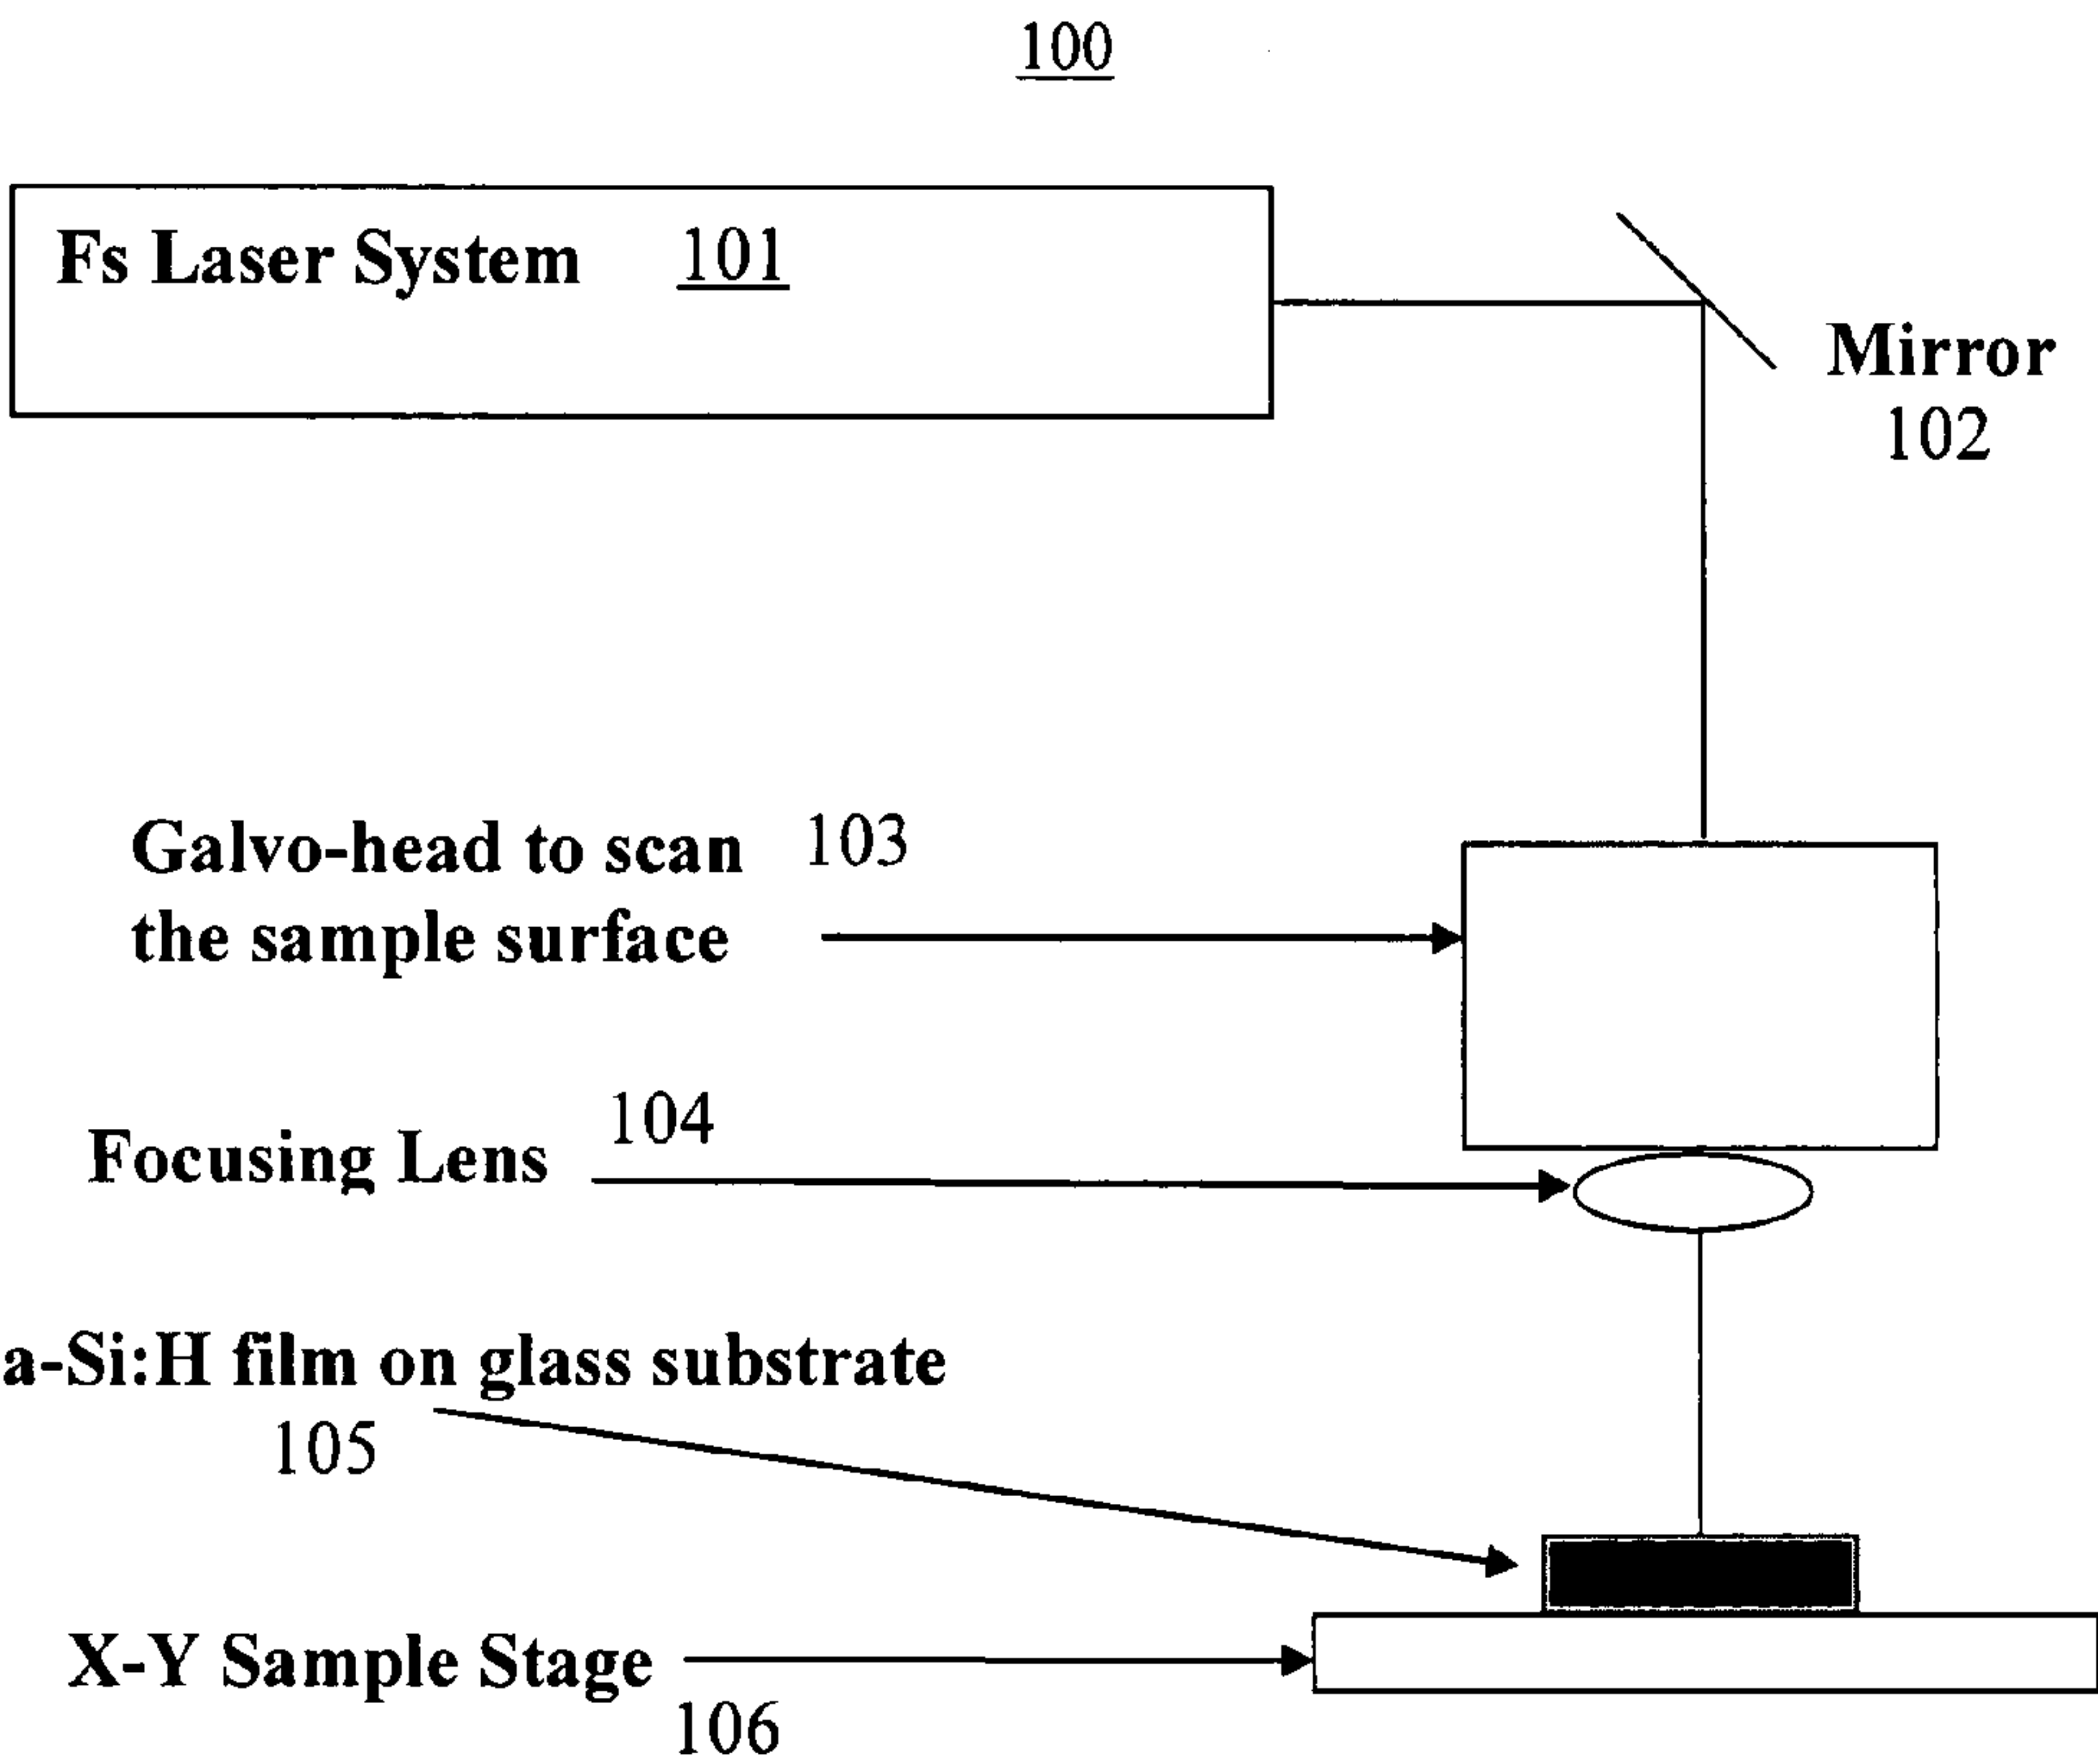 100
Fs Laser System 101
Mirror
102
Galvo-head to scan 103
the sample surface
104
Focusing Lens
a-Si:H film on glass substrate
105
X-Y Sample Stage
106